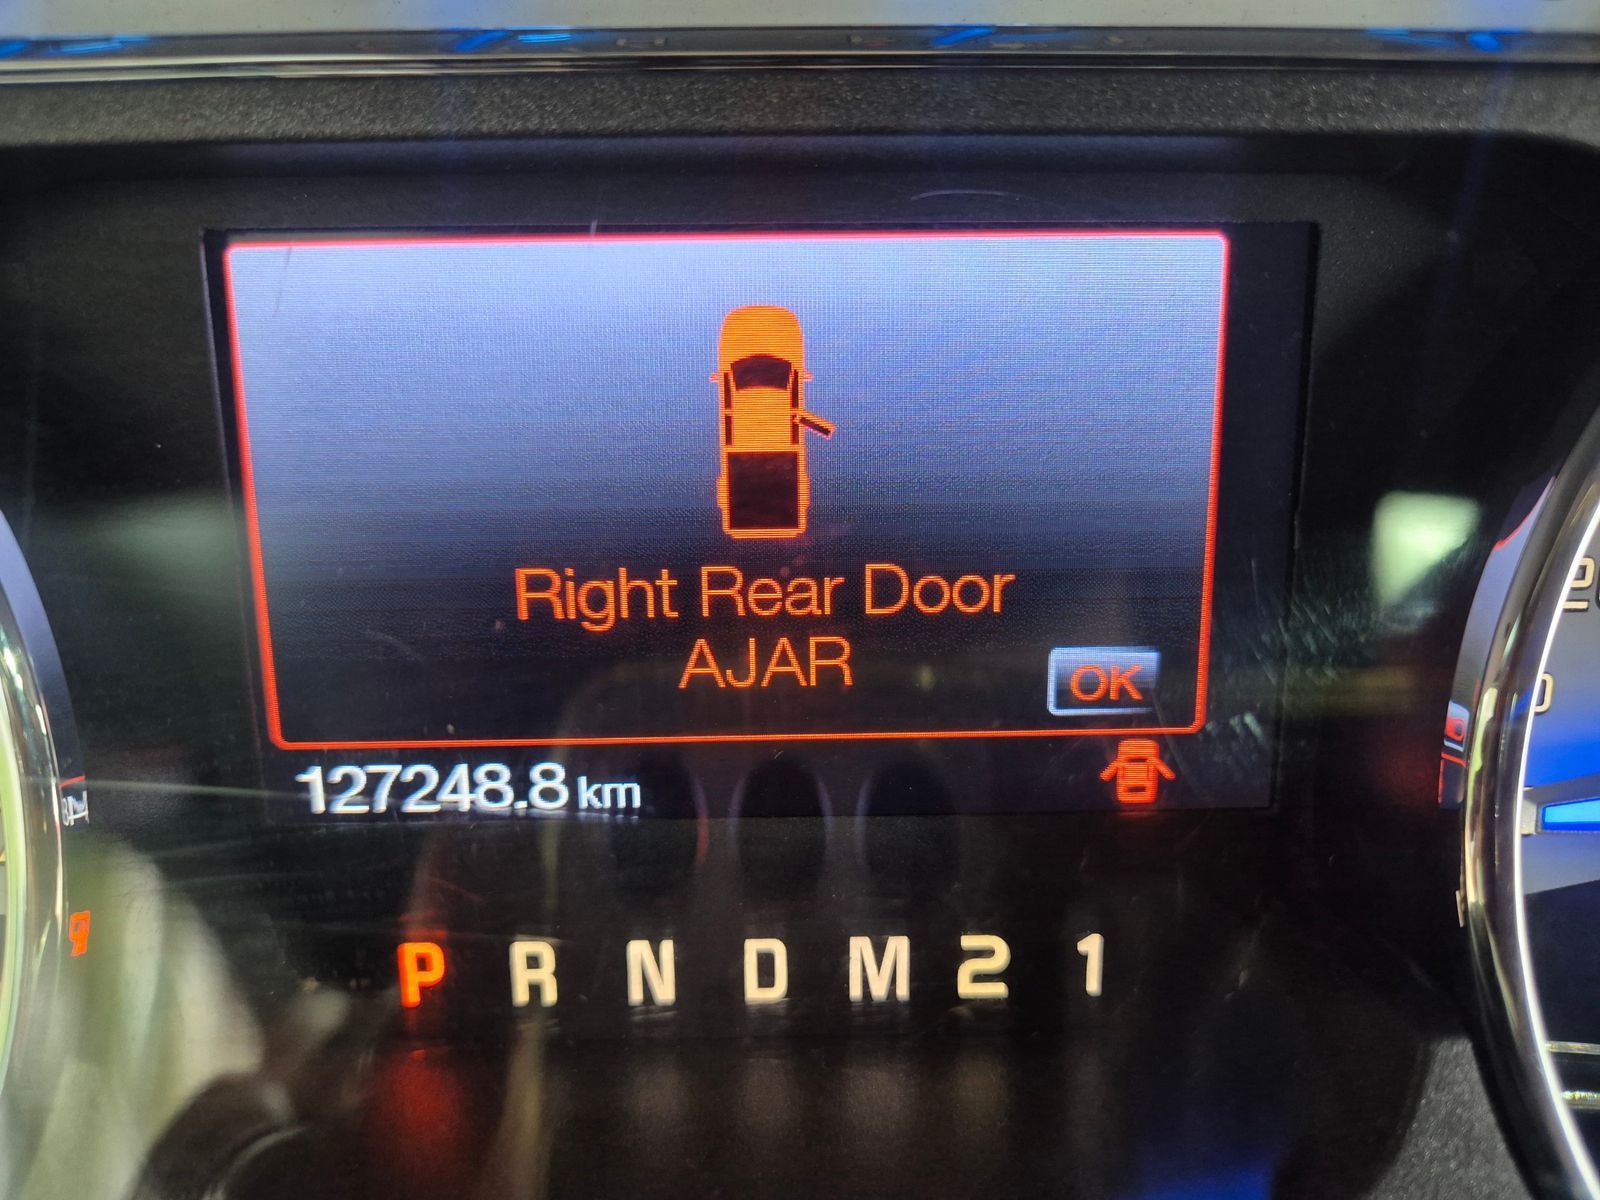 Right Rear Door
AJAR
OK
127248.8 km
P R N D M 2 1